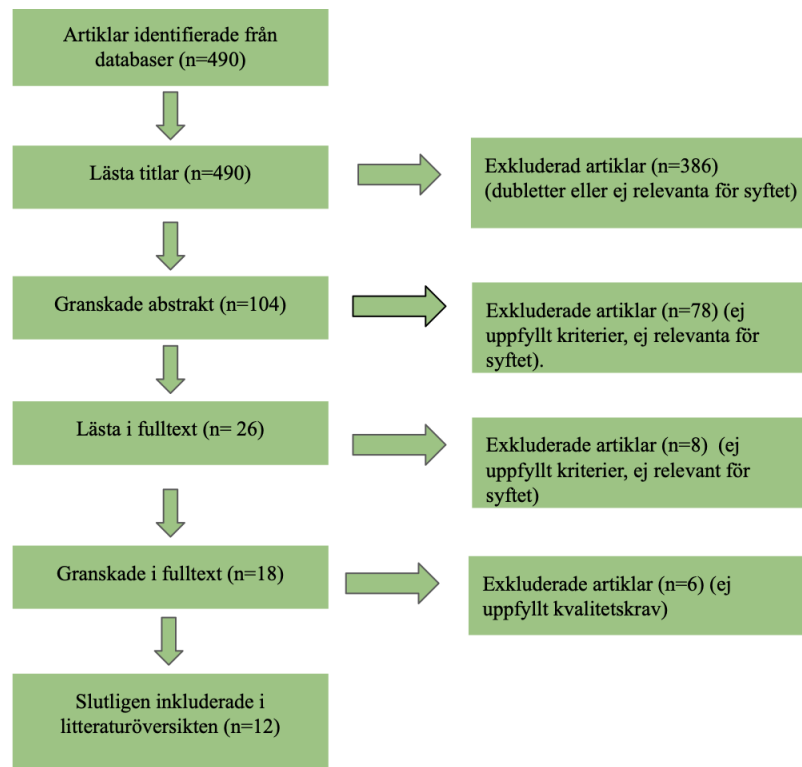 Artiklar identifierade från
databaser (n=490)
Lästa titlar (n=490)
Exkluderad artiklar (n=386)
(dubletter eller ej relevanta för syftet)
Granskade abstrakt (n=104)
Exkluderade artiklar (n=78) (ej
uppfyllt kriterier, ej relevanta för
syftet).
Lästa i fulltext (n= 26)
Exkluderade artiklar (n=8)  (ej
uppfyllt kriterier, ej relevant för
syftet)
Granskade i fulltext (n=18)
Exkluderade artiklar (n=6) (ej
uppfyllt kvalitetskrav)
Slutligen inkluderade i
litteraturöversikten (n=12)